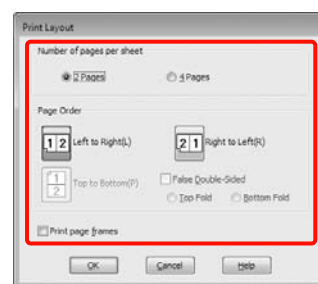 Print Layout
Number of pages per sheet
2 Pages 4 Pages
Page Order
1 2 Left to Right(L) 2 1 Right to Left(R)
1
2 Top to Bottom(P) False Double-Sided
Top Fold Bottom Fold
Print page frames
OK Cancel Help